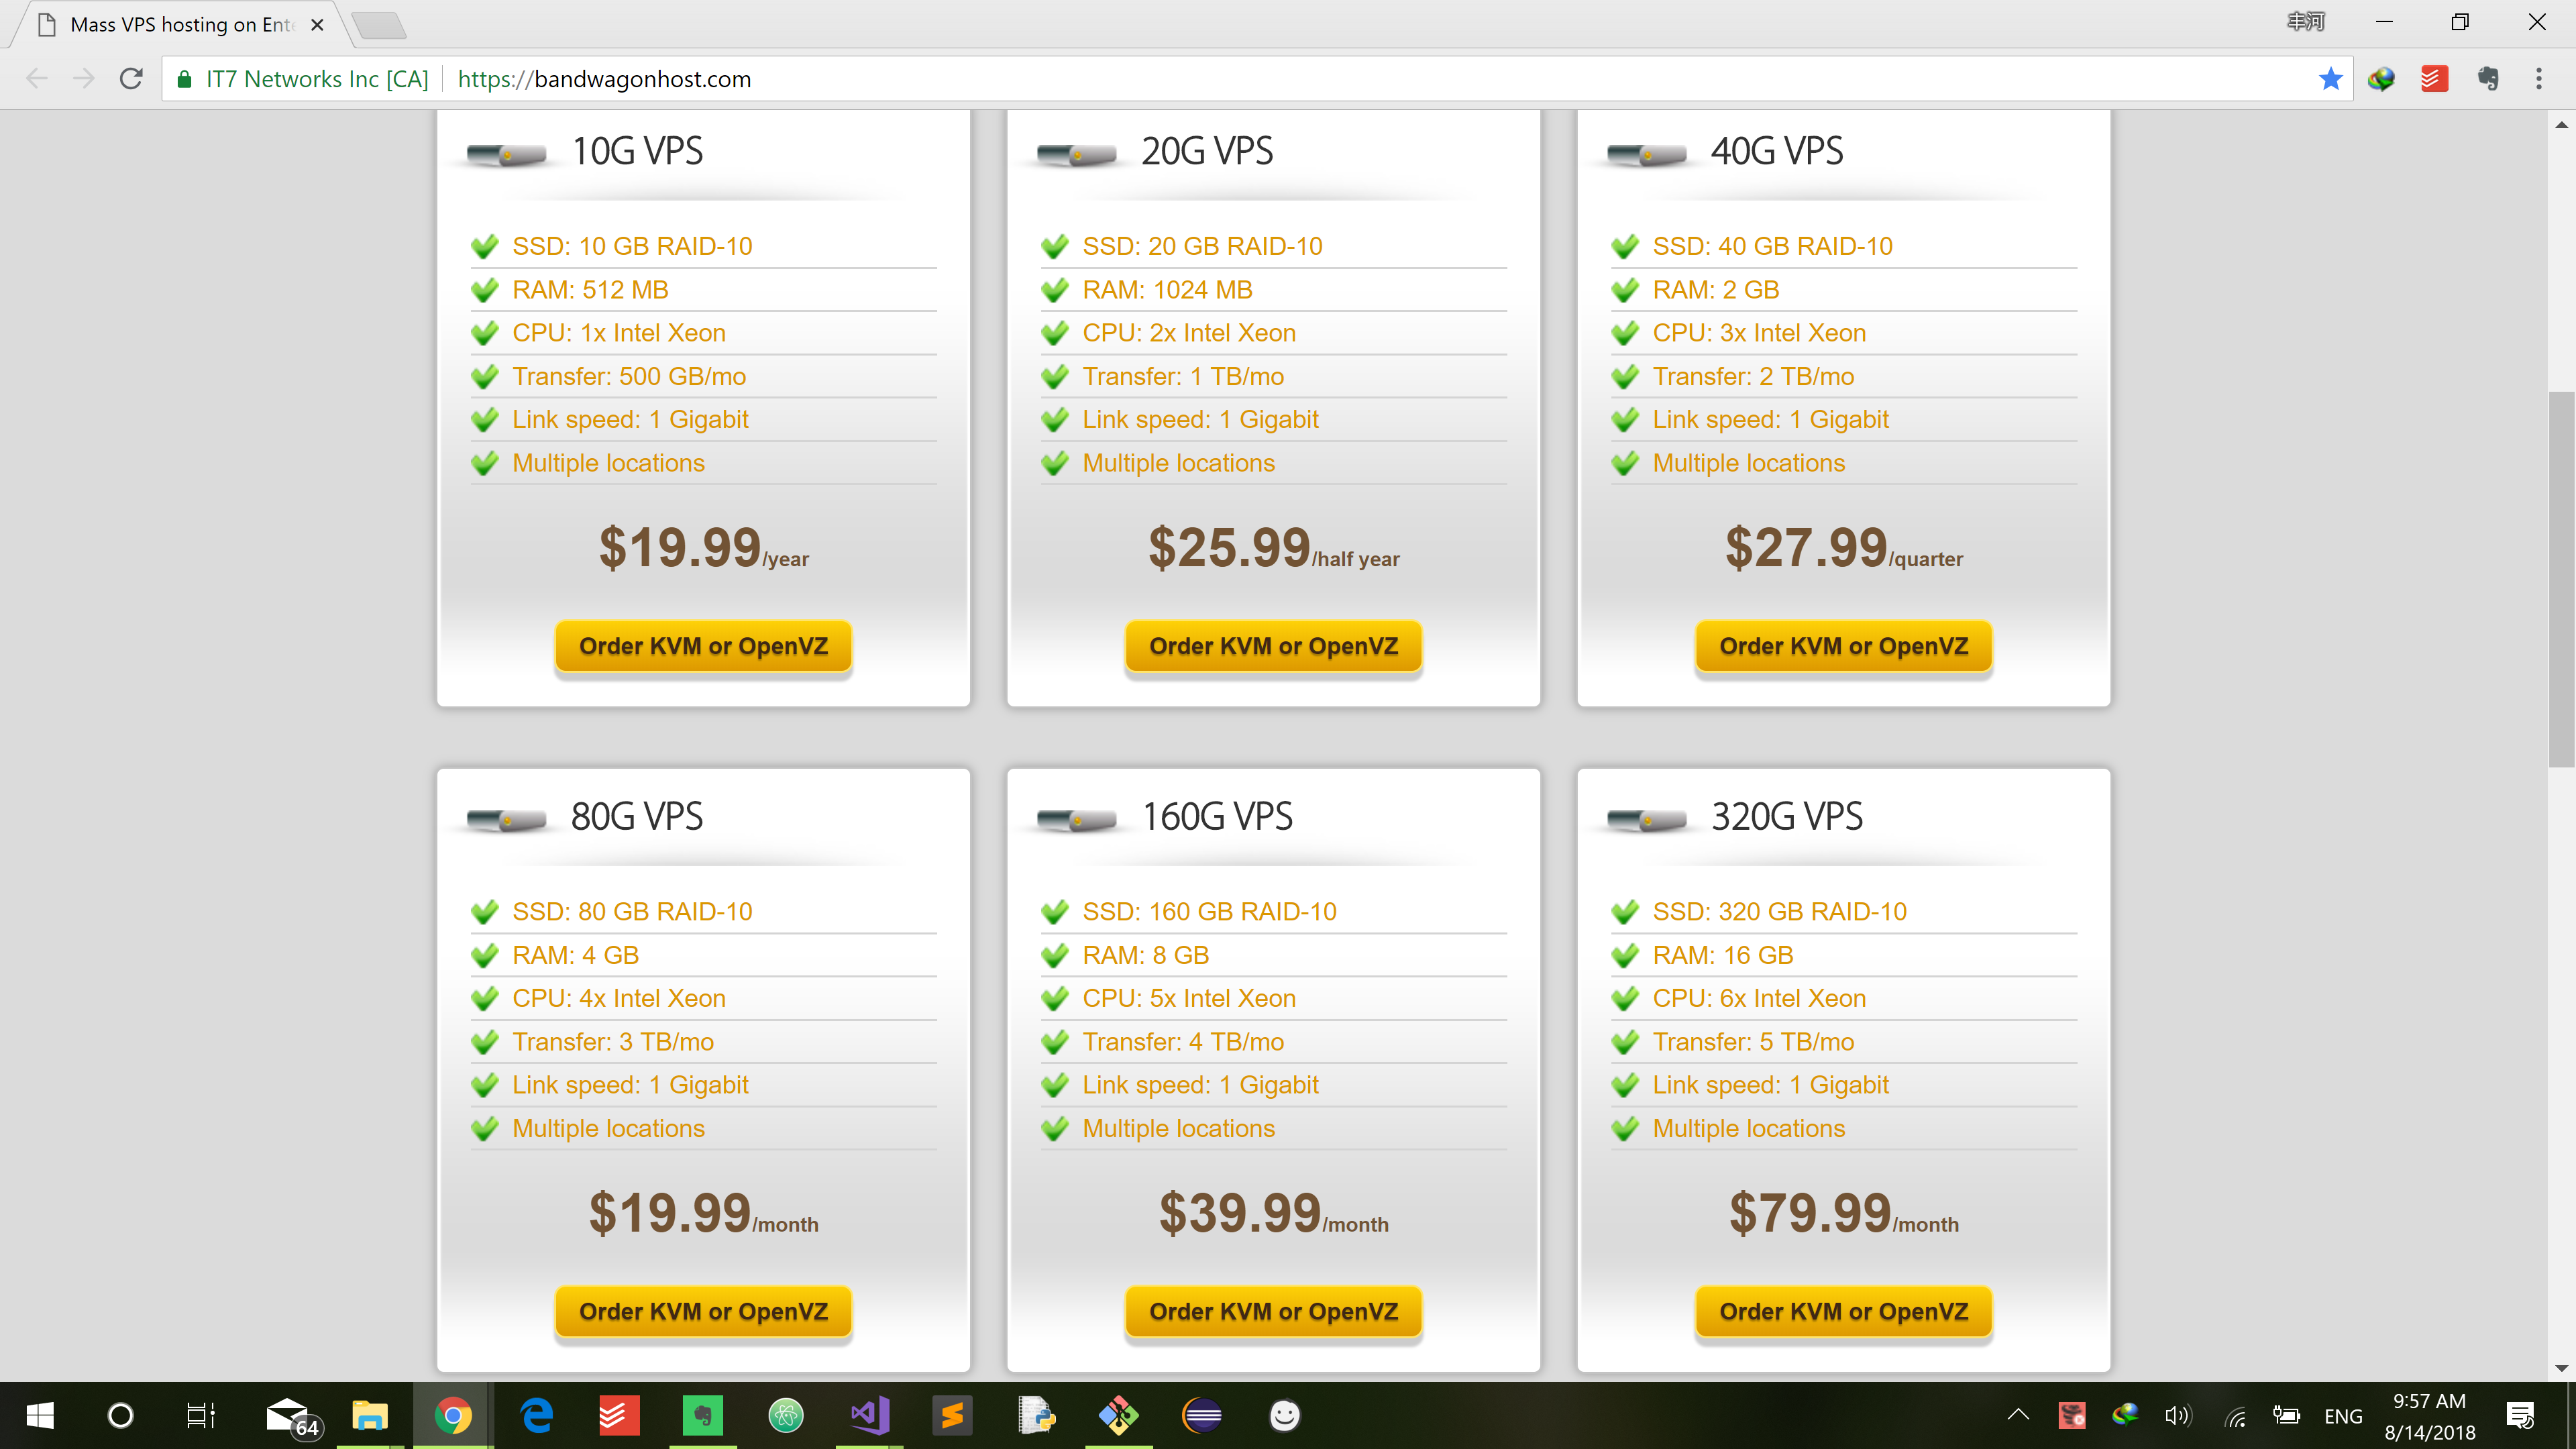 Mass VPS hosting on Ente
丰河
IT7 Networks Inc [CA]
https://bandwagonhost.com
10G VPS
SSD: 10 GB RAID-10
RAM: 512 MB
CPU: 1x Intel Xeon
Transfer: 500 GB/mo
Link speed: 1 Gigabit
Multiple locations
$19.99/year
Order KVM or OpenVZ
20G VPS
SSD: 20 GB RAID-10
RAM: 1024 MB
CPU: 2x Intel Xeon
Transfer: 1 TB/mo
Link speed: 1 Gigabit
Multiple locations
$25.99/half year
Order KVM or OpenVZ
40G VPS
SSD: 40 GB RAID-10
RAM: 2 GB
CPU: 3x Intel Xeon
Transfer: 2 TB/mo
Link speed: 1 Gigabit
Multiple locations
$27.99/quarter
Order KVM or OpenVZ
80G VPS
SSD: 80 GB RAID-10
RAM: 4 GB
CPU: 4x Intel Xeon
Transfer: 3 TB/mo
Link speed: 1 Gigabit
Multiple locations
$19.99/month
Order KVM or OpenVZ
160G VPS
SSD: 160 GB RAID-10
RAM: 8 GB
CPU: 5x Intel Xeon
Transfer: 4 TB/mo
Link speed: 1 Gigabit
Multiple locations
$39.99/month
Order KVM or OpenVZ
320G VPS
SSD: 320 GB RAID-10
RAM: 16 GB
CPU: 6x Intel Xeon
Transfer: 5 TB/mo
Link speed: 1 Gigabit
Multiple locations
$79.99/month
Order KVM or OpenVZ
64
ENG
9:57 AM
8/14/2018